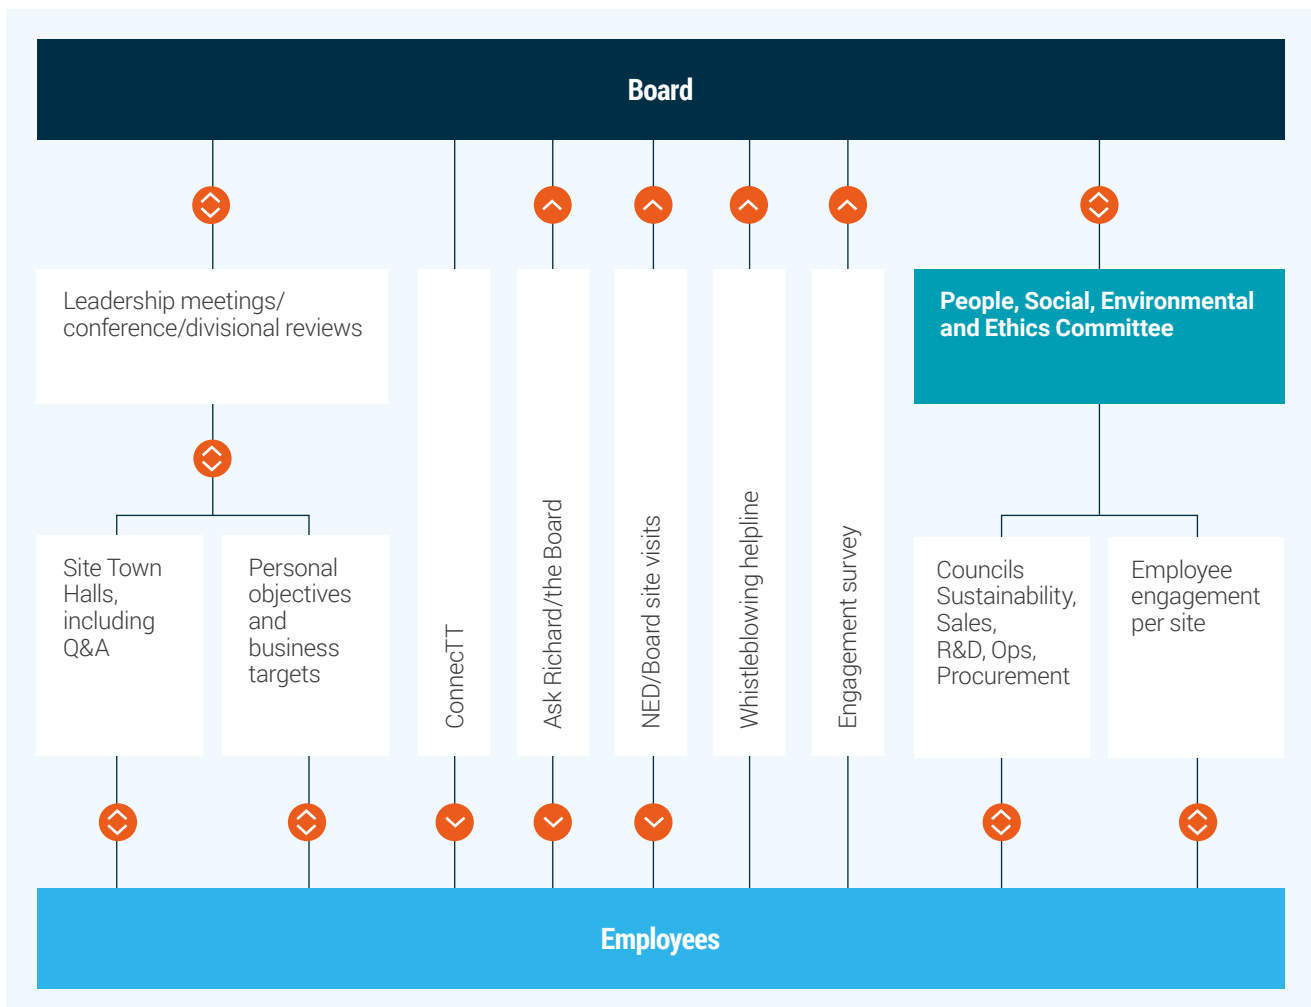 Board
Leadership meetings/
conference/divisional reviews
People, Social, Environmental
and Ethics Committee
Site Town
Halls,
including
Q&A
Personal
objectives
and
business
targets
ConnecTT
Ask Richard/the Board
NED/Board site visits
Whistleblowing helpline
Engagement survey
Councils
Sustainability,
Sales,
R&D, Ops,
Procurement
Employee
engagement
per site
Employees